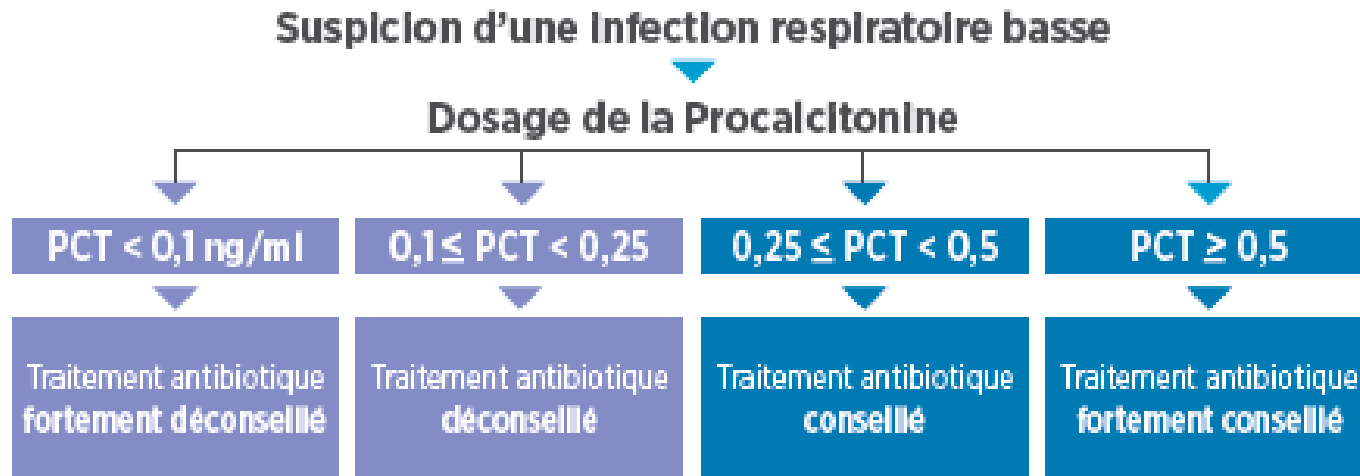 Suspicion d'une infection respiratoire basse
Dosage de la Procalcitonine
PCT < 0,1 ng/ml
0,1 ≤ PCT < 0,25
0,25 ≤ PCT < 0,5
PCT ≥ 0,5
Traitement antibiotique
fortement déconseillé
Traitement antibiotique
déconseillé
Traitement antibiotique
conseillé
Traitement antibiotique
fortement conseillé